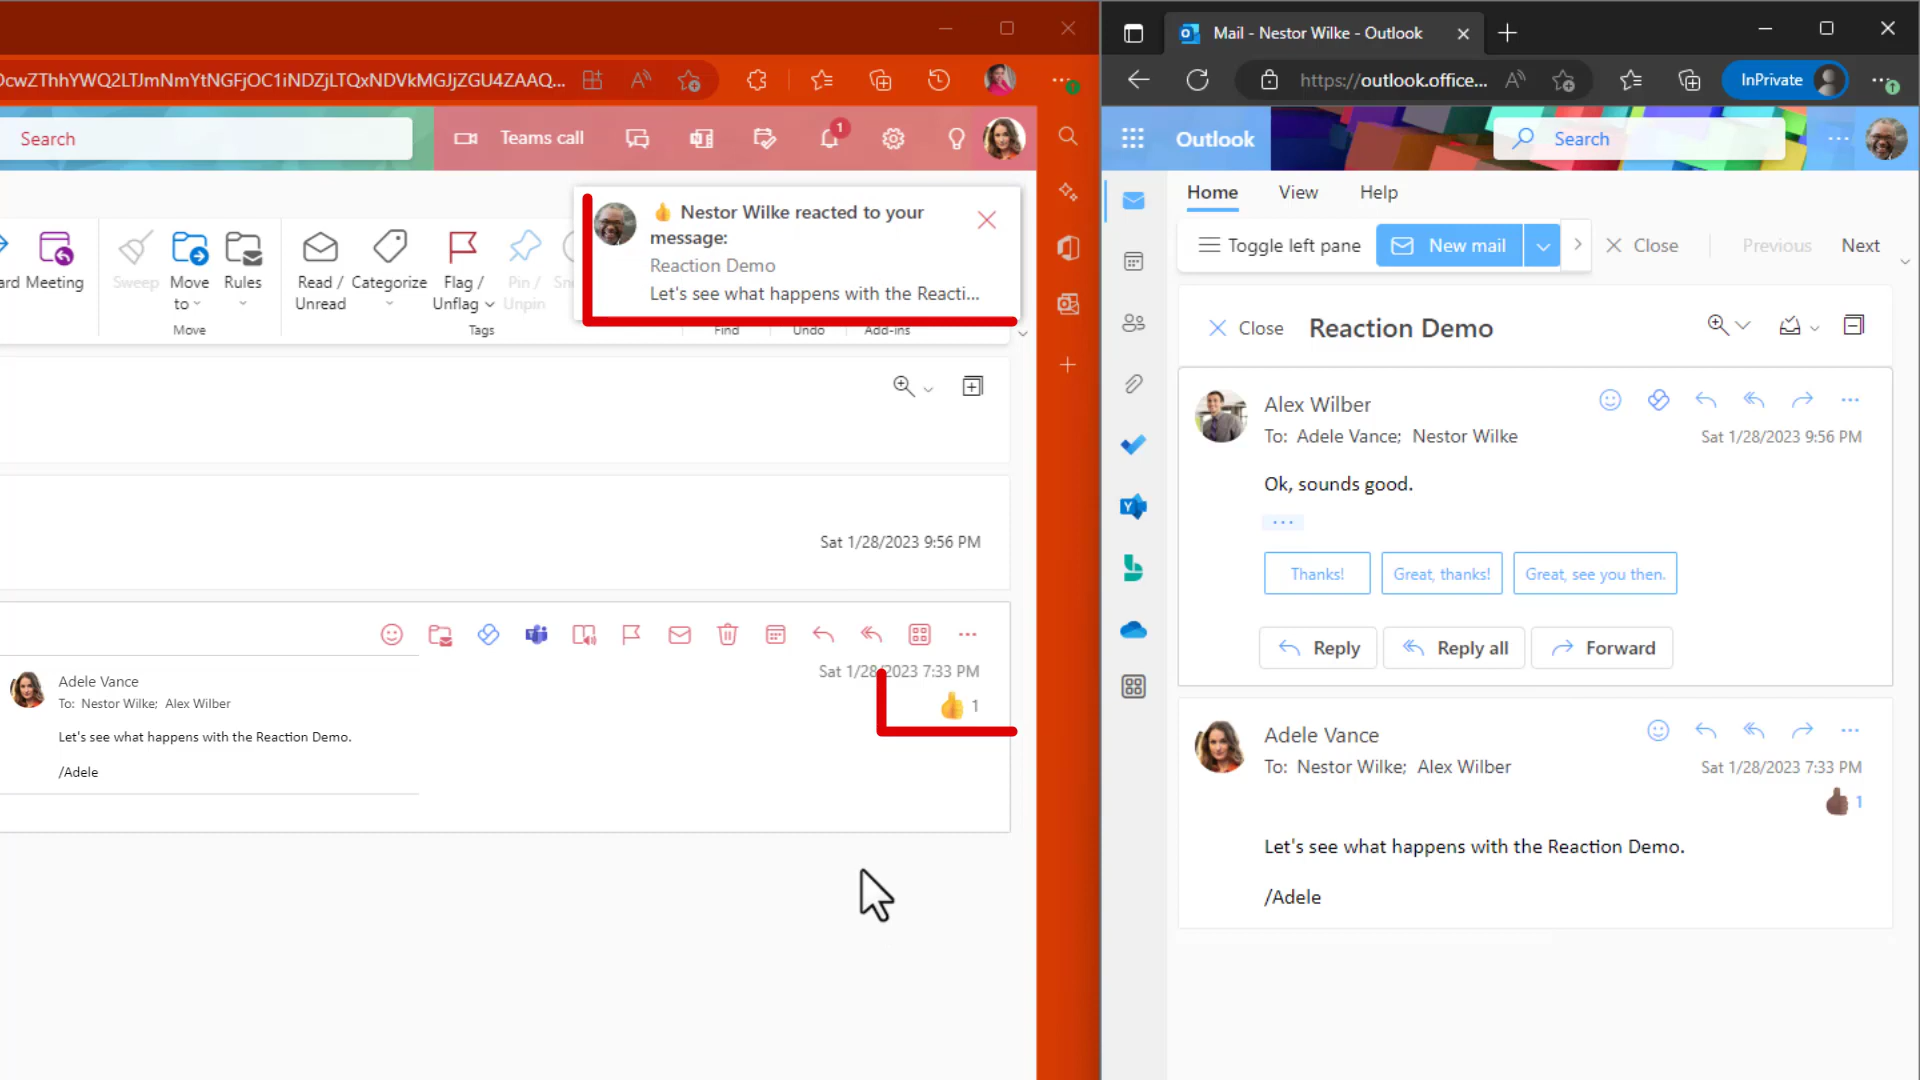 DcwZThhYWQ2LTJmNmYtNGFjOC1iNDZjLTQxNDVkMGJjZGU4ZAAQ...
Search
Teams call
1
👍 Nestor Wilke reacted to your
message:
Reaction Demo
Let's see what happens with the Reacti...
Meeting
Sweep
Move
to
Rules
Move
Read /
Unread
Categorize
Flag /
Unflag
Pin /
Unpin
Tags
Find
Undo
Add-ins
Sat 1/28/2023 9:56 PM
Sat 1/28/2023 7:33 PM
👍 1
Adele Vance
To: Nestor Wilke; Alex Wilber
Let's see what happens with the Reaction Demo.
/Adele
Mail - Nestor Wilke - Outlook
https://outlook.office...
InPrivate
Outlook
Search
Home
View
Help
Toggle left pane
New mail
Close
Previous
Next
Close
Reaction Demo
Alex Wilber
To: Adele Vance; Nestor Wilke
Sat 1/28/2023 9:56 PM
Ok, sounds good.
...
Thanks!
Great, thanks!
Great, see you then.
Reply
Reply all
Forward
Adele Vance
To: Nestor Wilke; Alex Wilber
Sat 1/28/2023 7:33 PM
1
Let's see what happens with the Reaction Demo.
/Adele